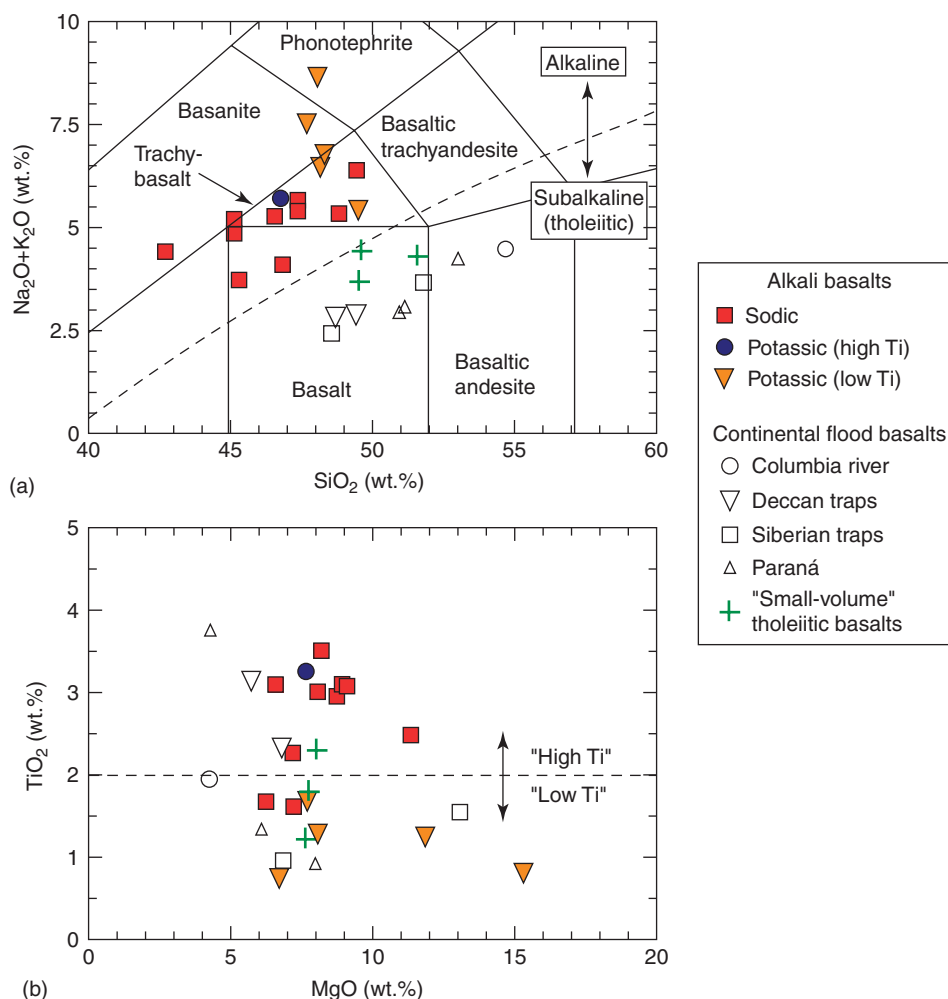 10
7.5
5
2.5
0
Na₂O+K₂O (wt.%)
Phonotephrite
Basanite
Trachy-
basalt
Basaltic
trachyandesite
Alkaline
Subalkaline
(tholeiitic)
Basalt
Basaltic
andesite
40
45
50
55
60
(a)
SiO₂ (wt.%)
5
4
3
2
1
0
TiO₂ (wt.%)
"High Ti"
"Low Ti"
0
5
10
15
20
(b)
MgO (wt.%)
Alkali basalts
Sodic
Potassic (high Ti)
Potassic (low Ti)
Continental flood basalts
Columbia river
Deccan traps
Siberian traps
Paraná
"Small-volume"
tholeiitic basalts